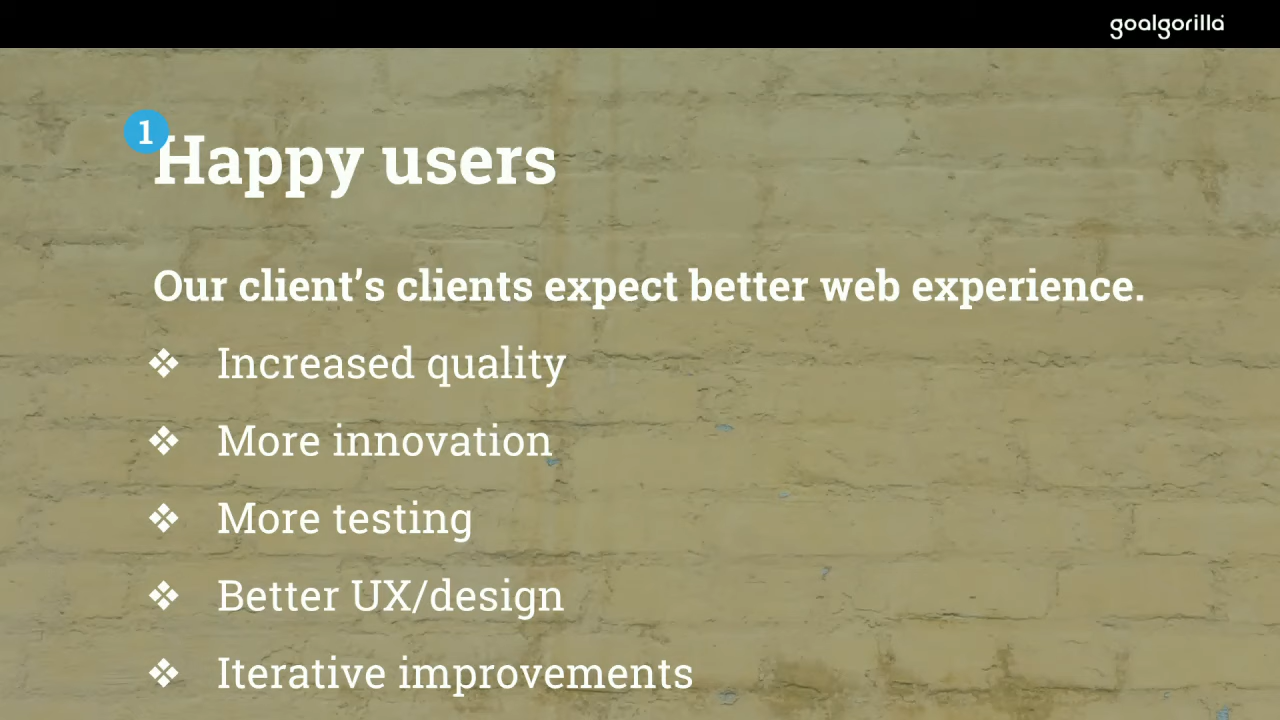 goalgorilla
1
Happy users
Our client’s clients expect better web experience.
❖ Increased quality
❖ More innovation
❖ More testing
❖ Better UX/design
❖ Iterative improvements